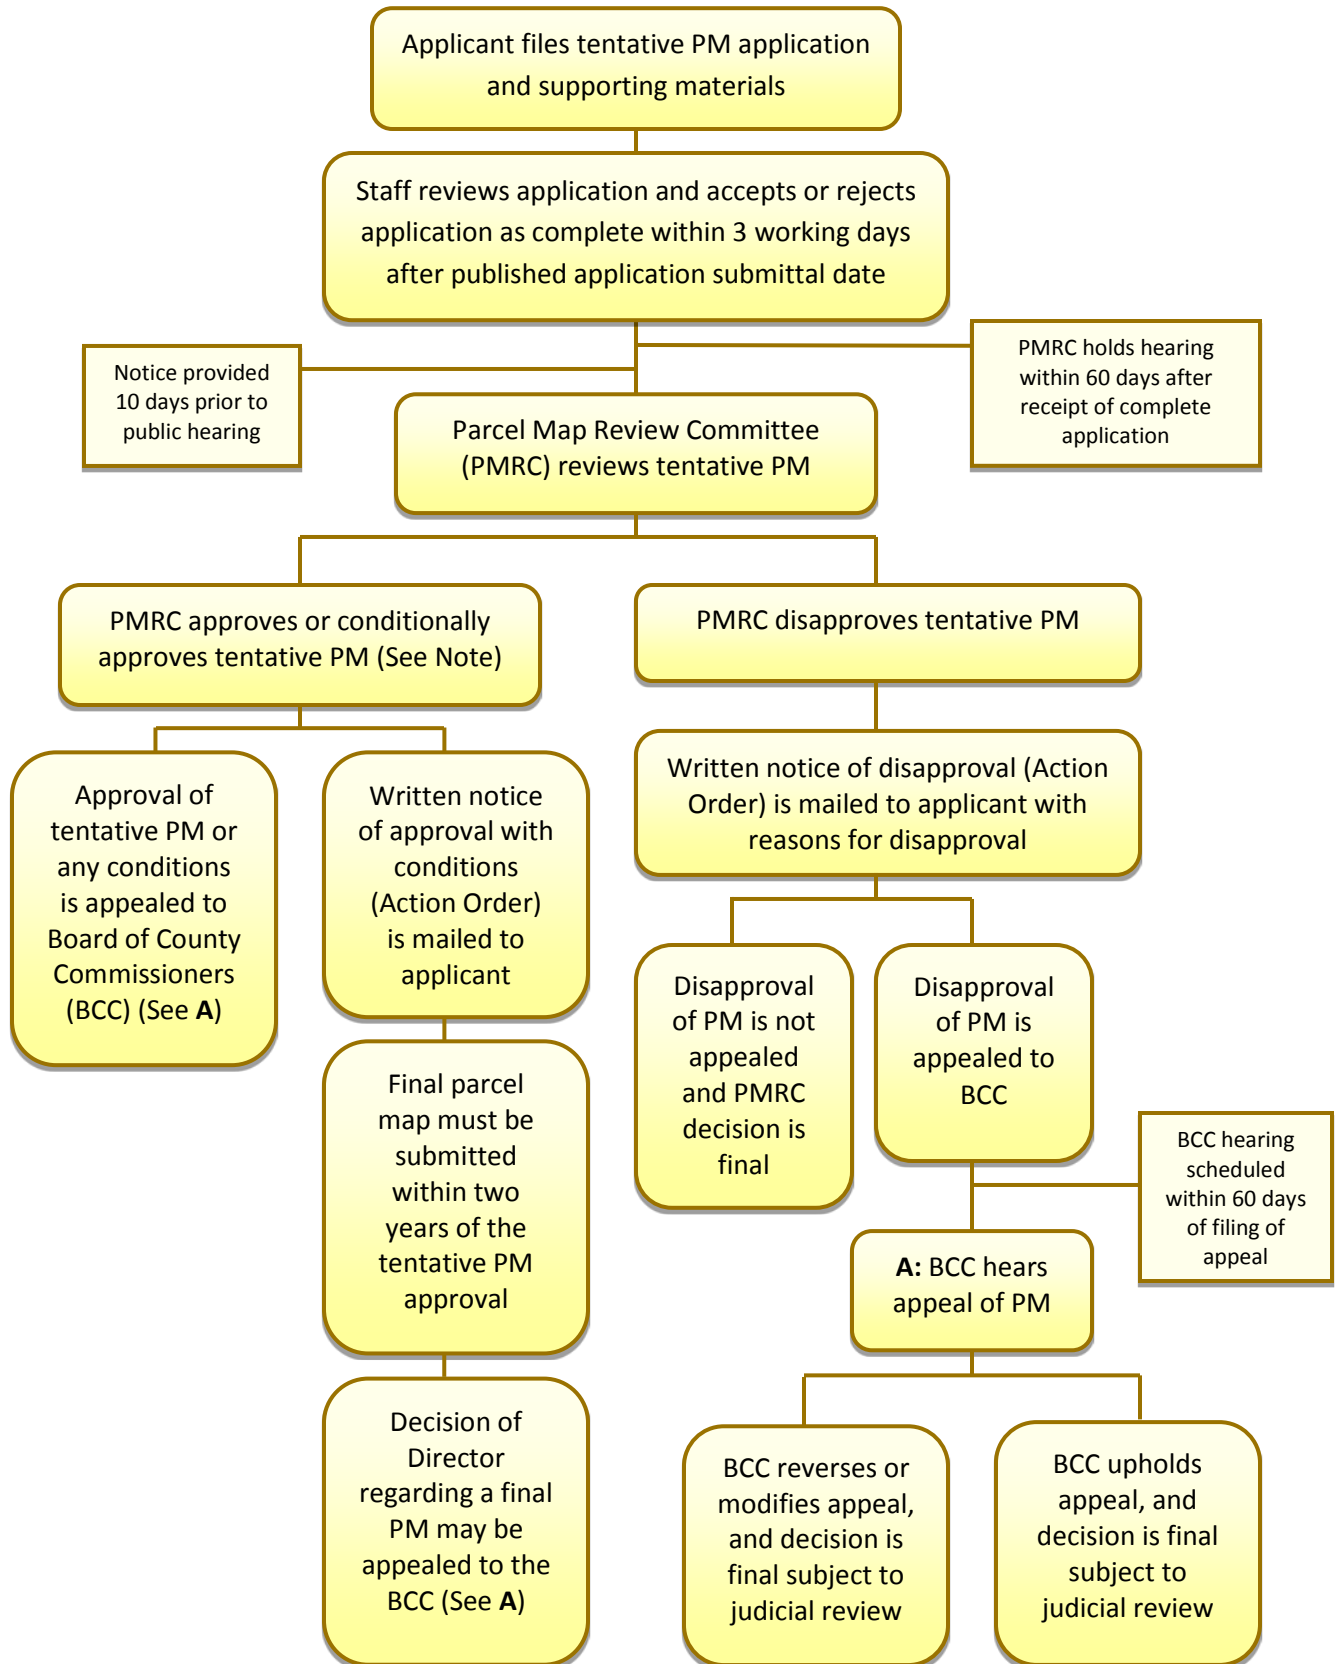 Applicant files tentative PM application
and supporting materials
Staff reviews application and accepts or rejects
application as complete within 3 working days
after published application submittal date
Notice provided
10 days prior to
public hearing
PMRC holds hearing
within 60 days after
receipt of complete
application
Parcel Map Review Committee
(PMRC) reviews tentative PM
PMRC approves or conditionally
approves tentative PM (See Note)
PMRC disapproves tentative PM
Approval of
tentative PM or
any conditions
is appealed to
Board of County
Commissioners
(BCC) (See A)
Written notice
of approval with
conditions
(Action Order)
is mailed to
applicant
Written notice of disapproval (Action
Order) is mailed to applicant with
reasons for disapproval
Disapproval
of PM is not
appealed
and PMRC
decision is
final
Disapproval
of PM is
appealed to
BCC
Final parcel
map must be
submitted
within two
years of the
tentative PM
approval
BCC hearing
scheduled
within 60 days
of filing of
appeal
A: BCC hears
appeal of PM
Decision of
Director
regarding a final
PM may be
appealed to the
BCC (See A)
BCC reverses or
modifies appeal,
and decision is
final subject to
judicial review
BCC upholds
appeal, and
decision is final
subject to
judicial review